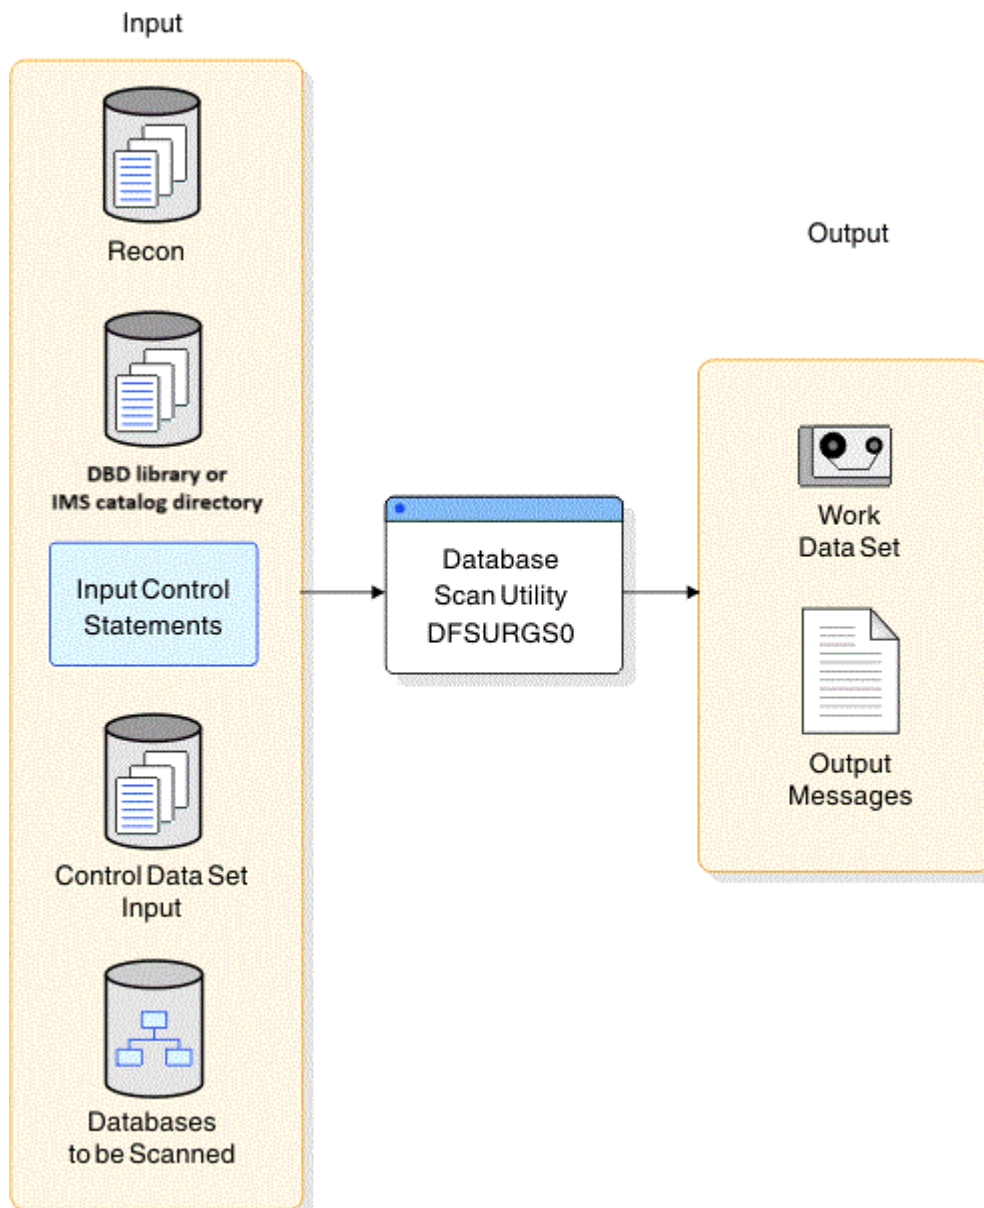 Input
Recon
DBD library or
IMS catalog directory
Input Control
Statements
Control Data Set
Input
Databases
to be Scanned
Database
Scan Utility
DFSURGS0
Output
Work
Data Set
Output
Messages